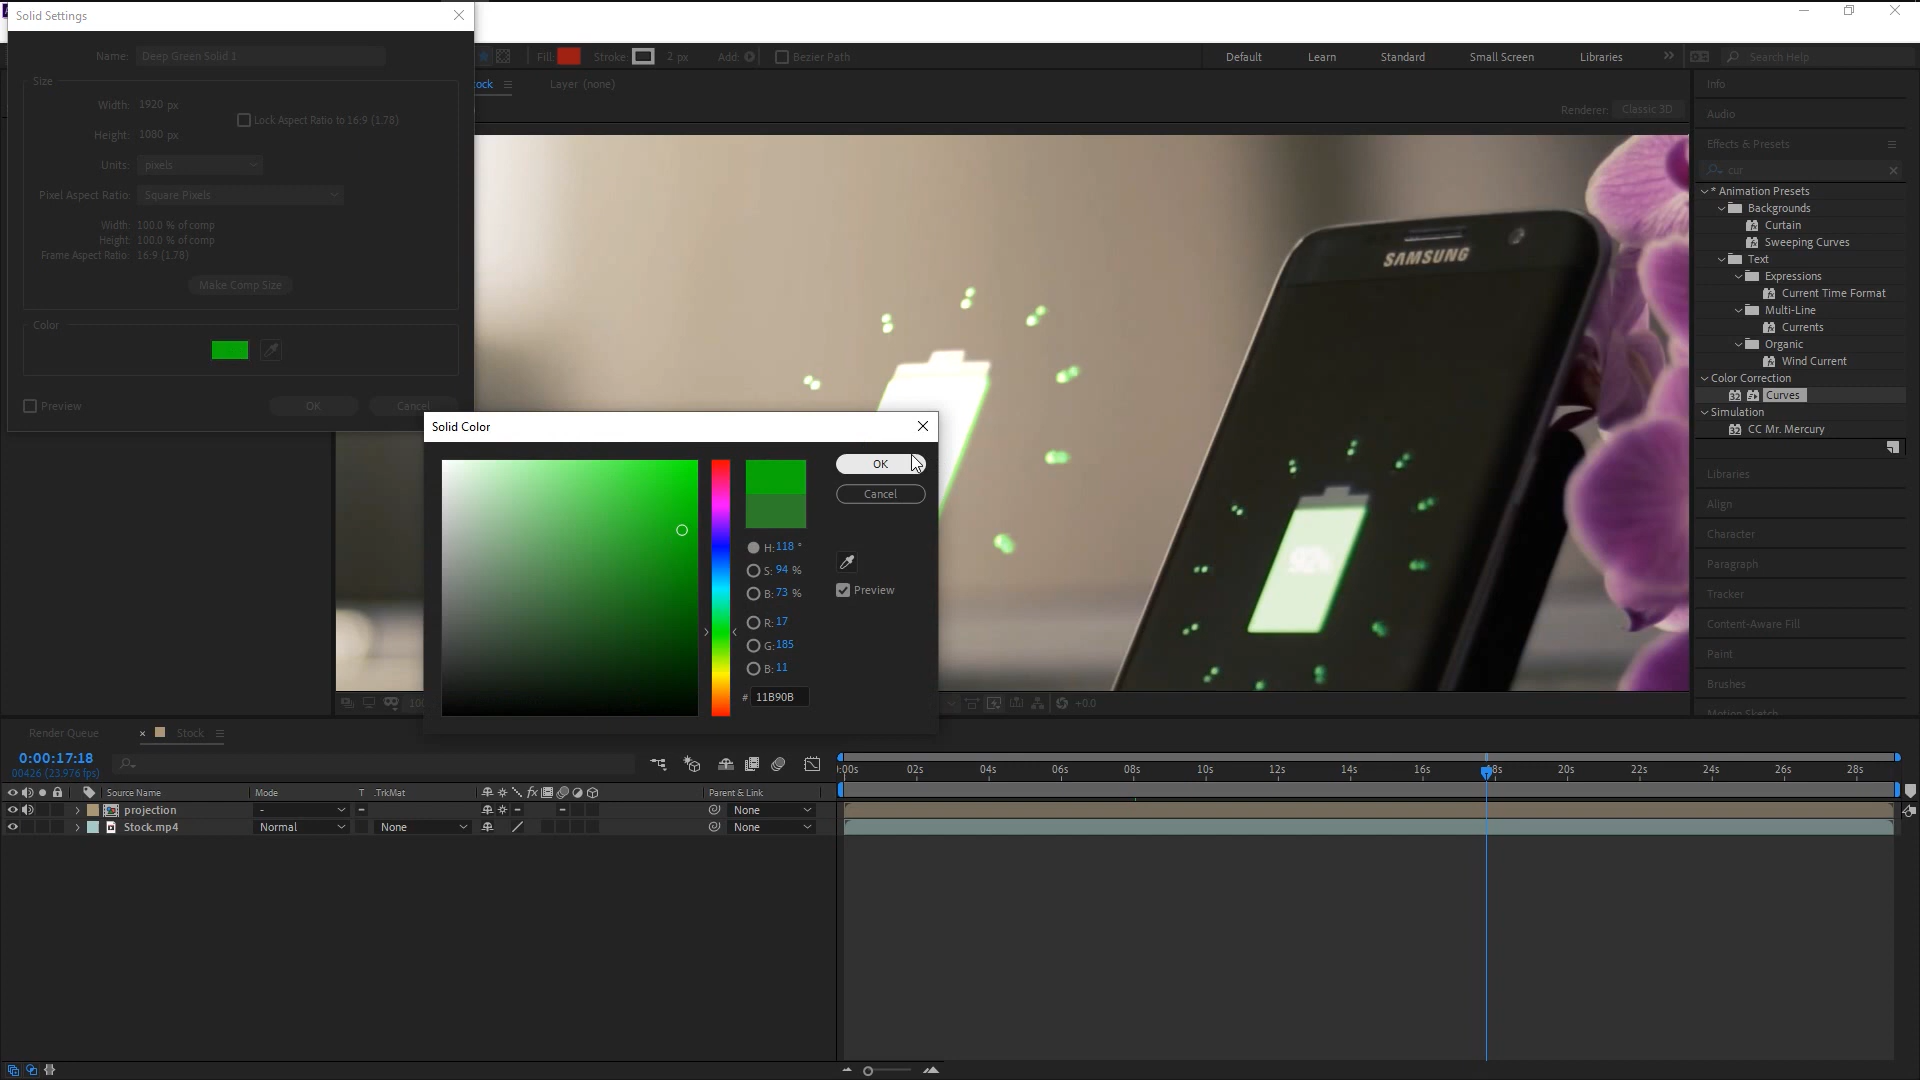 Solid Settings
Name: Deep Green Solid 1
Size
Width: 1920 px
Lock Aspect Ratio to 16:9 (1.78)
Height: 1080 px
Units: pixels
Pixel Aspect Ratio: Square Pixels
Width: 100.0 % of comp
Height: 100.0 % of comp
Frame Aspect Ratio: 16:9 (1.78)
Make Comp Size
Color
Preview
OK
Cancel
Fill:
Stroke:
2 px
Add:
Bezier Path
Default
Learn
Standard
Small Screen
Libraries
Search Help
Layer (none)
Renderer: Classic 3D
SAMSUNG
92%
Solid Color
OK
Cancel
H: 118 °
S: 94 %
B: 73 %
R: 17
G: 185
B: 11
# 11B90B
Preview
+0.0
Info
Audio
Effects & Presets
cur
* Animation Presets
Backgrounds
Curtain
Sweeping Curves
Text
Expressions
Current Time Format
Multi-Line
Currents
Organic
Wind Current
Color Correction
32 Curves
Simulation
32 CC Mr. Mercury
Libraries
Align
Character
Paragraph
Tracker
Content-Aware Fill
Paint
Brushes
Motion Sketch
Render Queue
× Stock
0:00:17:18
00426 (23.976 fps)
Source Name
Mode
T .TrkMat
Parent & Link
projection
-
None
Stock.mp4
Normal
None
None
:00s 02s 04s 06s 08s 10s 12s 14s 16s 18s 20s 22s 24s 26s 28s